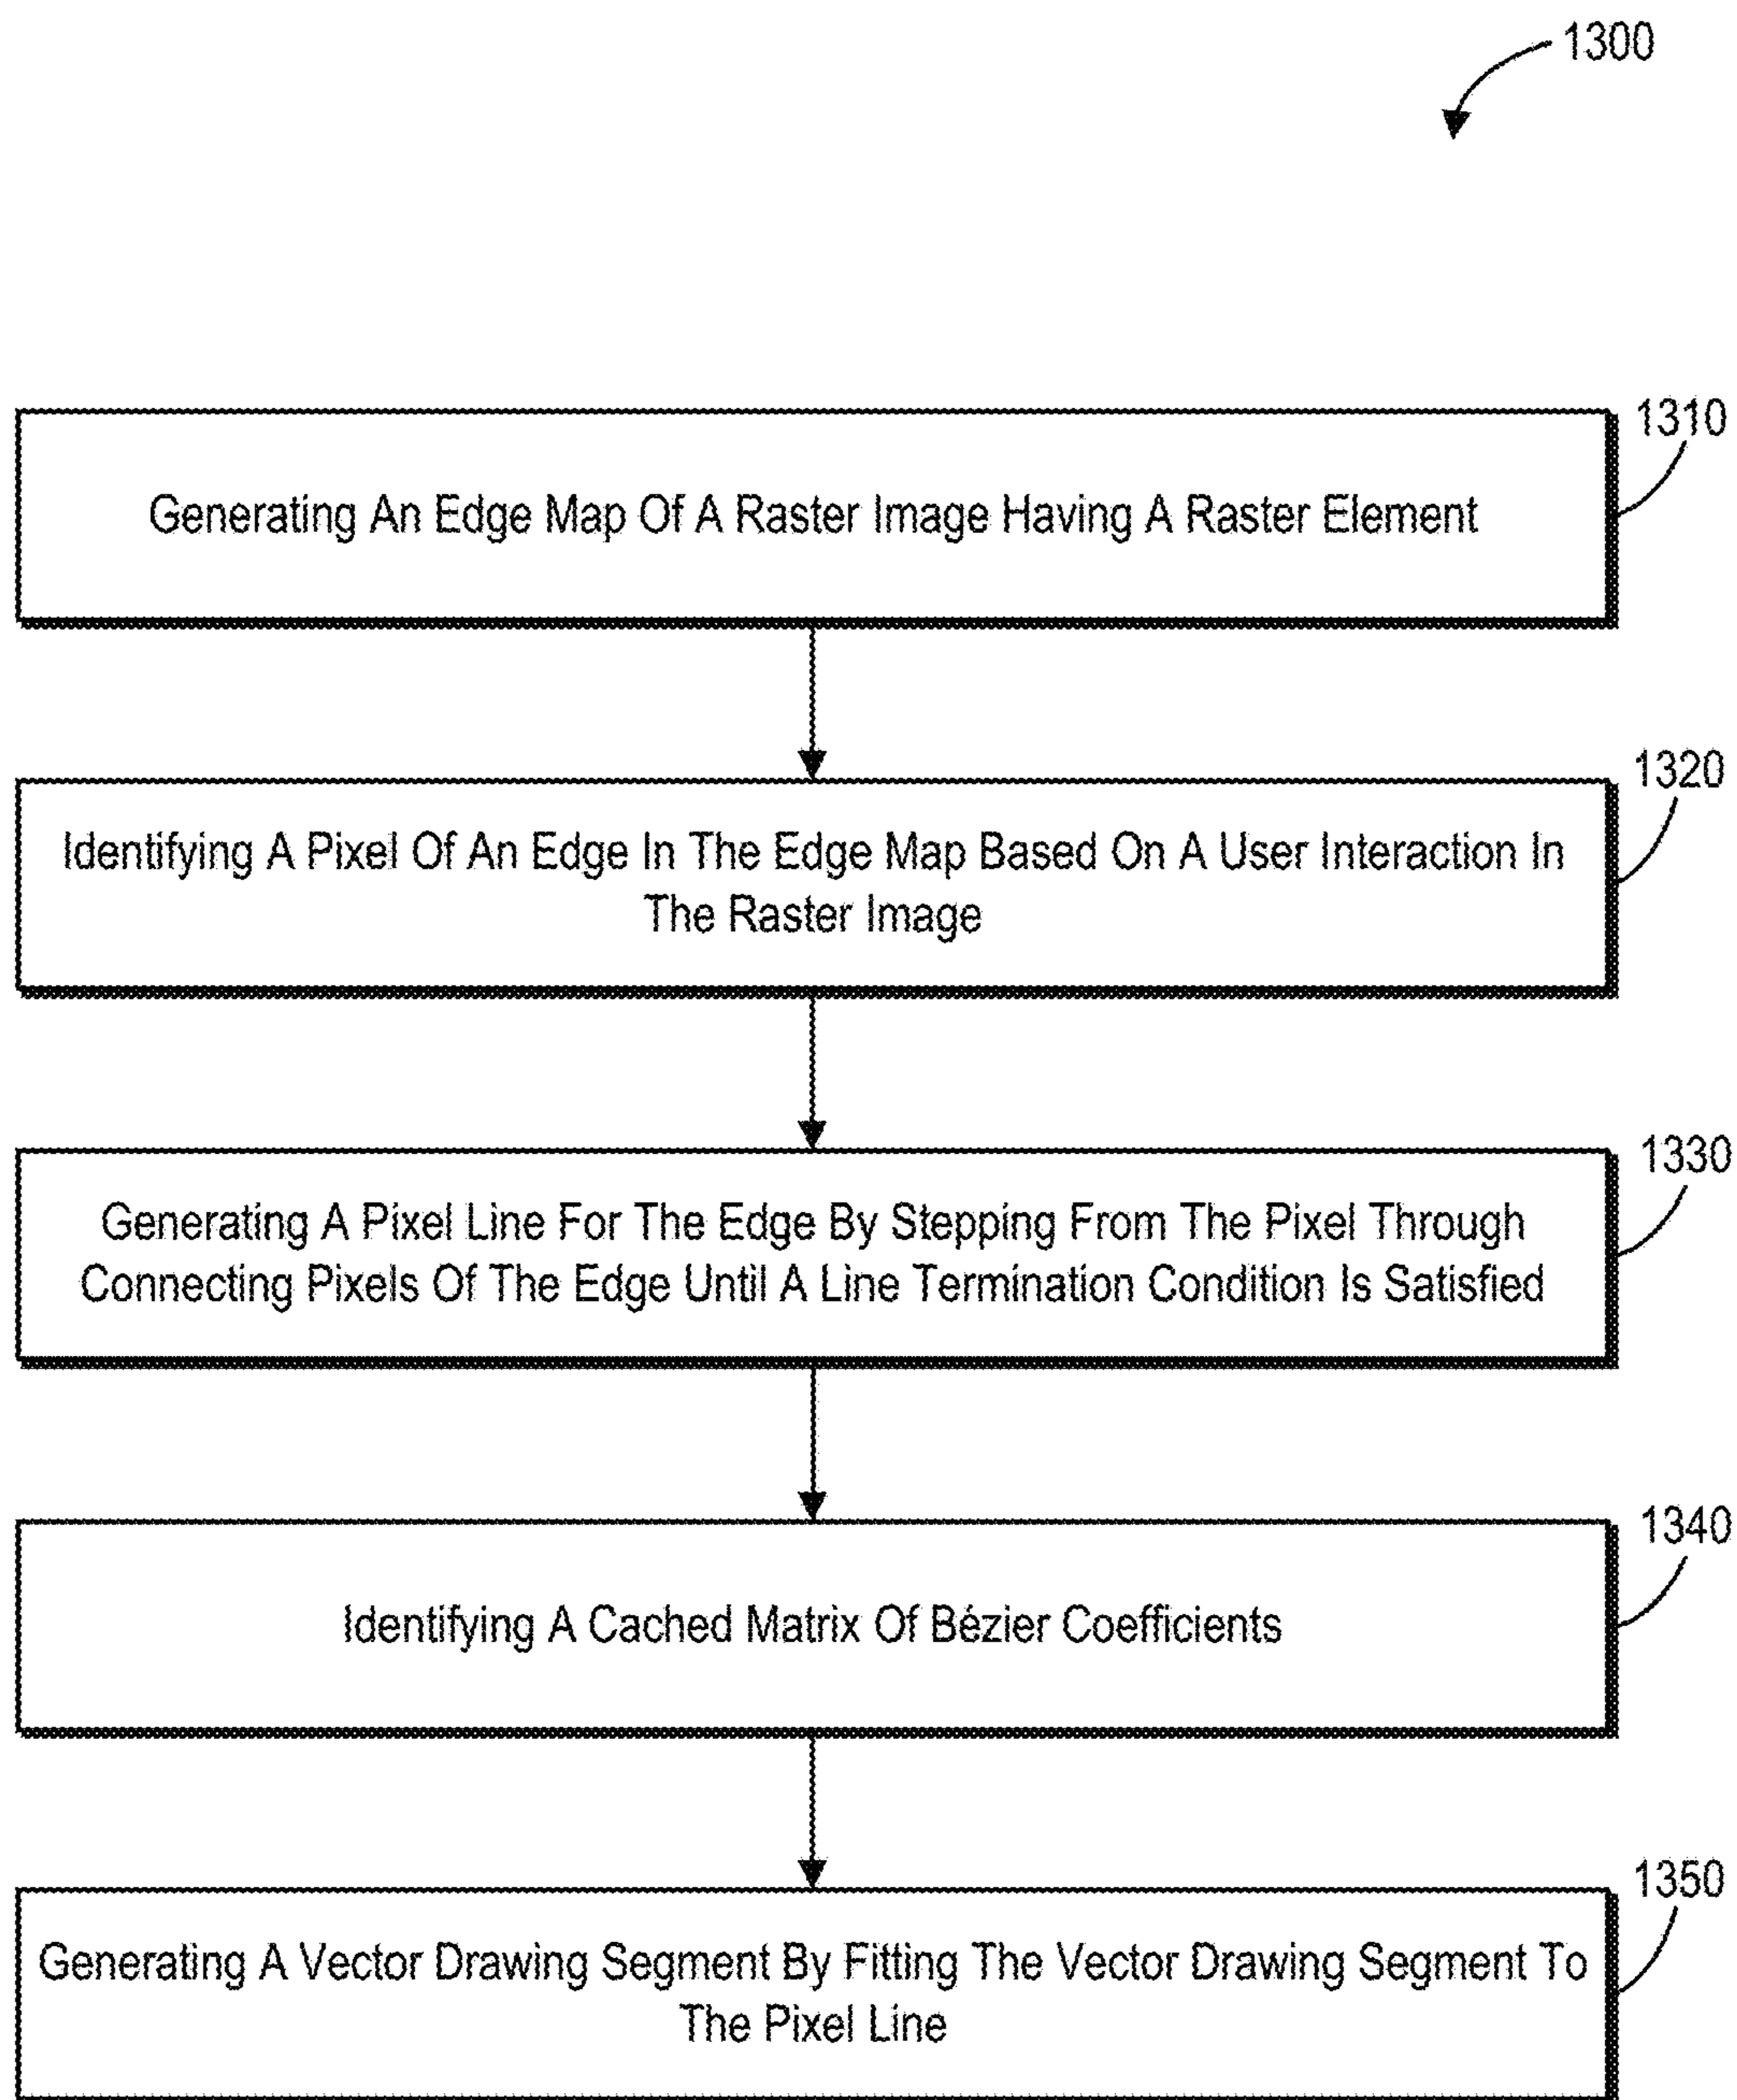 1300
1310
Generating An Edge Map Of A Raster Image Having A Raster Element
1320
Identifying A Pixel Of An Edge In The Edge Map Based On A User Interaction In
The Raster Image
1330
Generating A Pixel Line For The Edge By Stepping From The Pixel Through
Connecting Pixels Of The Edge Until A Line Termination Condition Is Satisfied
1340
Identifying A Cached Matrix Of Bézier Coefficients
1350
Generating A Vector Drawing Segment By Fitting The Vector Drawing Segment To
The Pixel Line